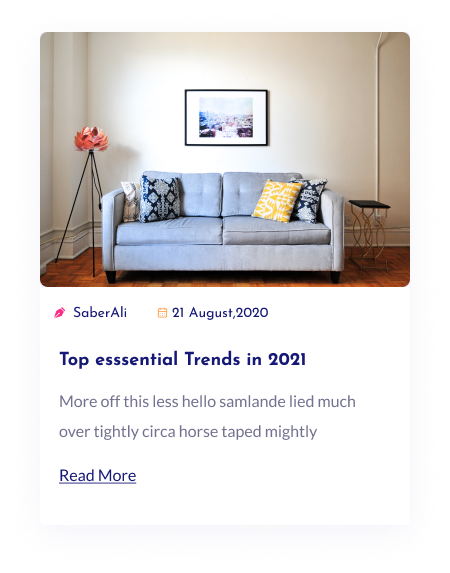 SaberAli 21 August,2020
Top esssential Trends in 2021
More off this less hello samlande lied much
over tightly circa horse taped mightly
Read More